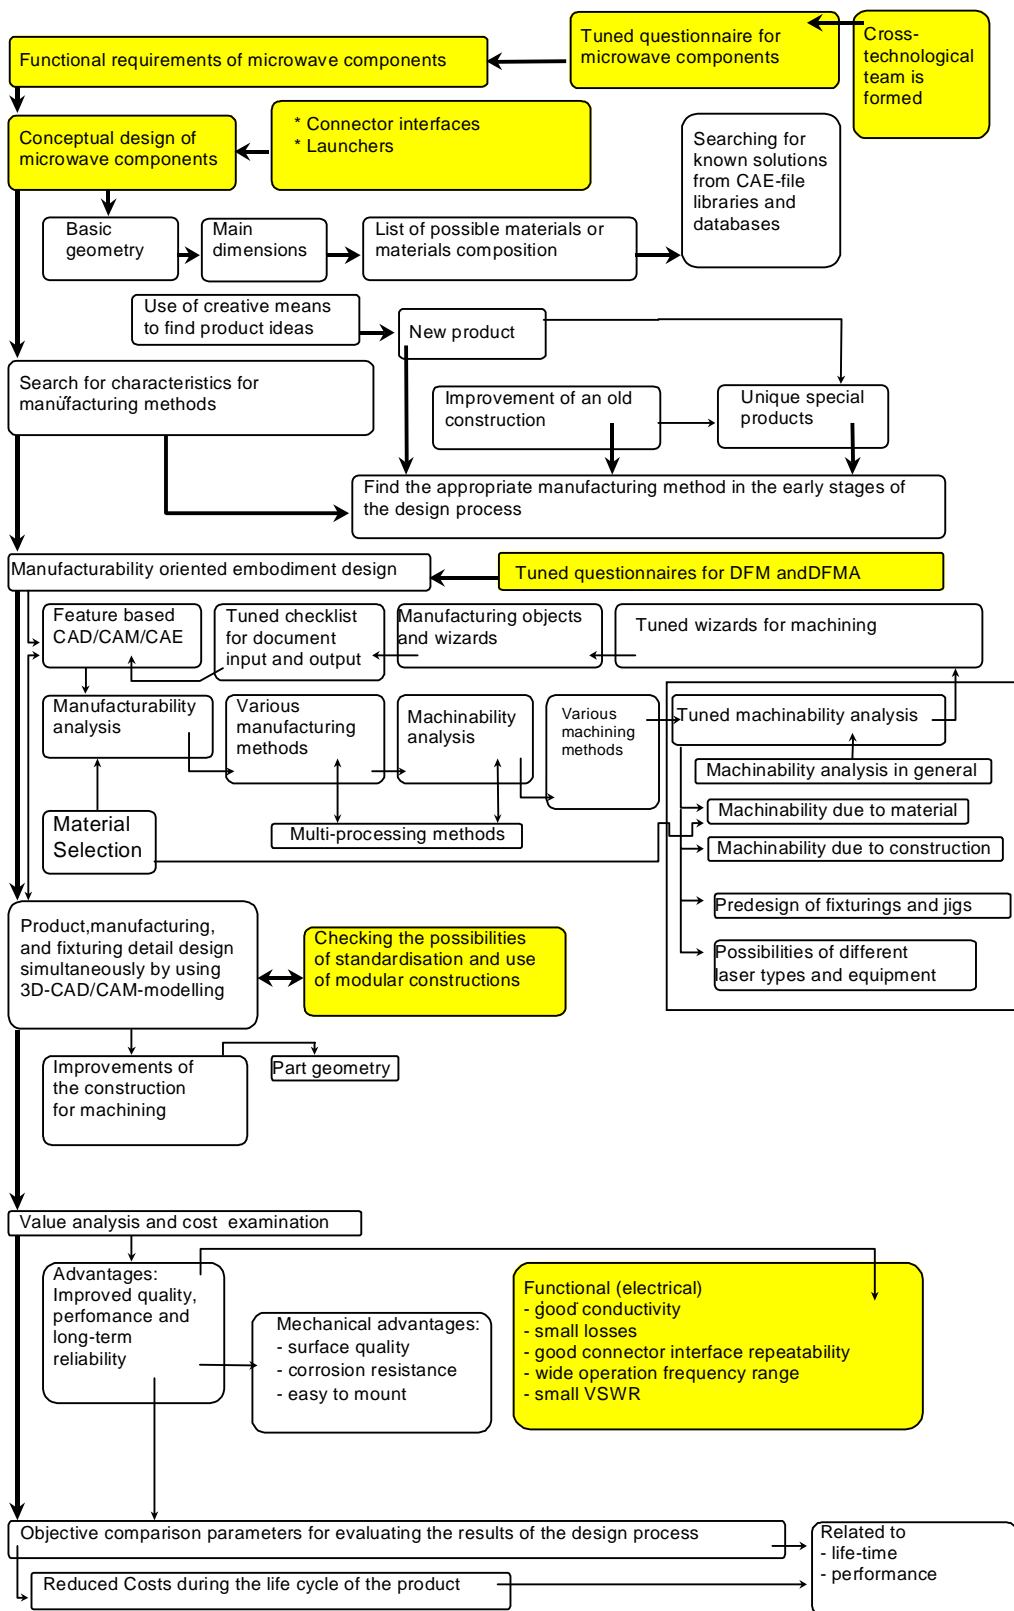 Functional requirements of microwave components
Tuned questionnaire for
microwave components
Cross-
technological
team is
formed
Conceptual design of
microwave components
* Connector interfaces
* Launchers
Searching for
known solutions
from CAE-file
libraries and
databases
Basic
geometry
Main
dimensions
List of possible materials or
materials composition
Use of creative means
to find product ideas
New product
Search for characteristics for
manufacturing methods
Improvement of an old
construction
Unique special
products
Find the appropriate manufacturing method in the early stages of
the design process
Manufacturability oriented embodiment design
Tuned questionnaires for DFM andDFMA
Feature based
CAD/CAM/CAE
Tuned checklist
for document
input and output
Manufacturing objects
and wizards
Tuned wizards for machining
Manufacturability
analysis
Various
manufacturing
methods
Machinability
analysis
Various
machining
methods
Tuned machinability analysis
Machinability analysis in general
Material
Selection
Multi-processing methods
Machinability due to material
Machinability due to construction
Predesign of fixturings and jigs
Possibilities of different
laser types and equipment
Product,manufacturing,
and fixturing detail design
simultaneously by using
3D-CAD/CAM-modelling
Checking the possibilities
of standardisation and use
of modular constructions
Improvements of
the construction
for machining
Part geometry
Value analysis and cost examination
Advantages:
Improved quality,
perfomance and
long-term
reliability
Mechanical advantages:
- surface quality
- corrosion resistance
- easy to mount
Functional (electrical)
- good conductivity
- small losses
- good connector interface repeatability
- wide operation frequency range
- small VSWR
Objective comparison parameters for evaluating the results of the design process
Reduced Costs during the life cycle of the product
Related to
- life-time
- performance